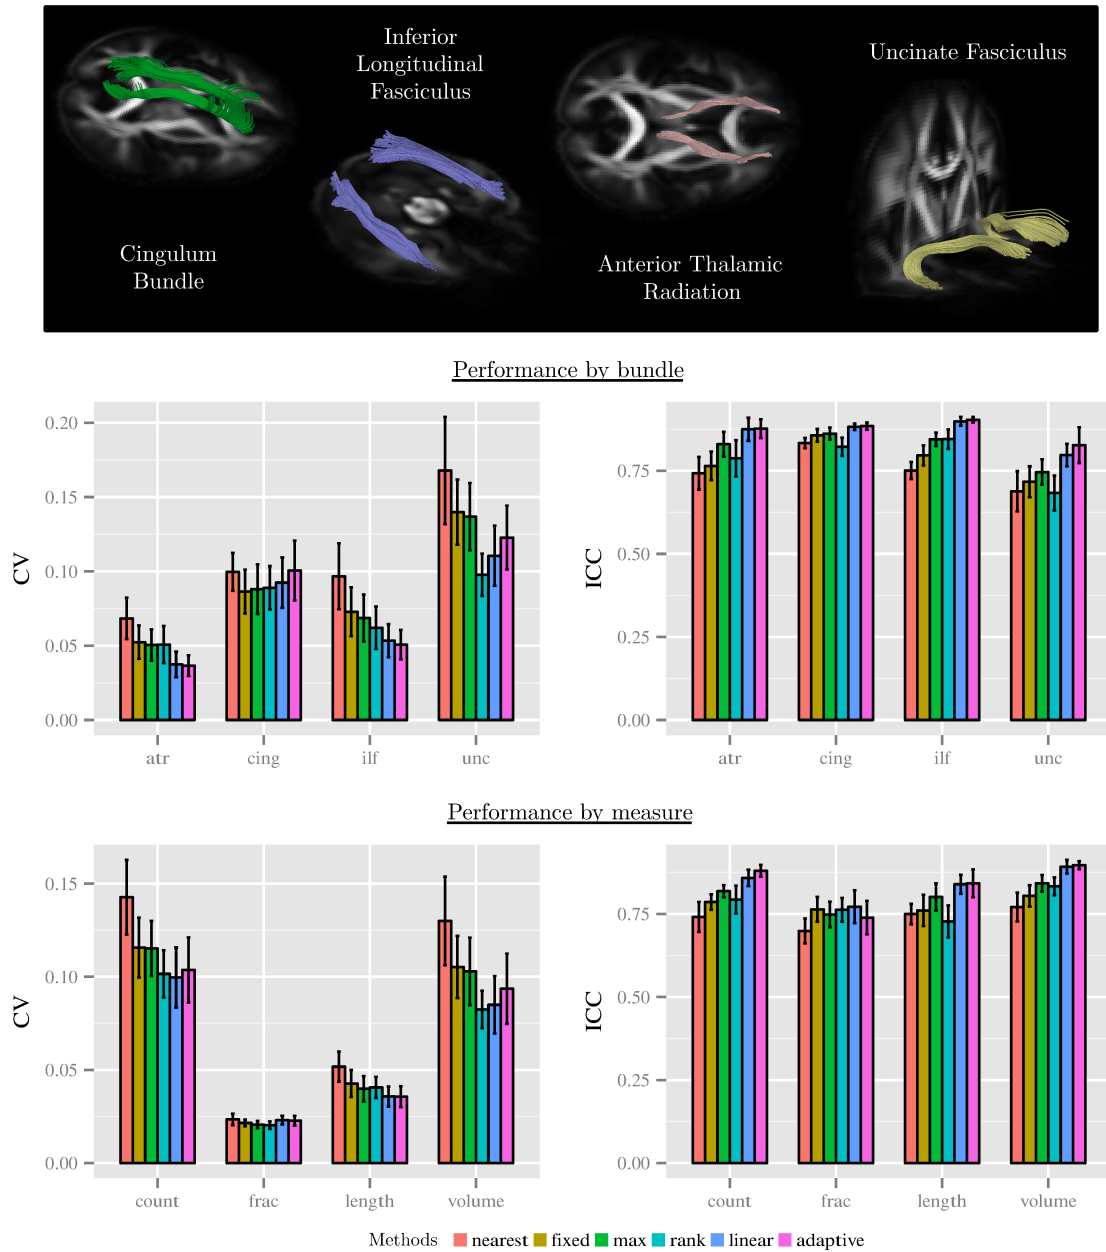 Inferior
Longitudinal
Fasciculus
Uncinate Fasciculus
Cingulum
Bundle
Anterior Thalamic
Radiation
Performance by bundle
CV
0.20
0.15
0.10
0.05
0.00
atr cing ilf unc
ICC
0.75
0.50
0.25
0.00
atr cing ilf unc
Performance by measure
CV
0.15
0.10
0.05
0.00
count frac length volume
ICC
0.75
0.50
0.25
0.00
count frac length volume
Methods nearest fixed max rank linear adaptive